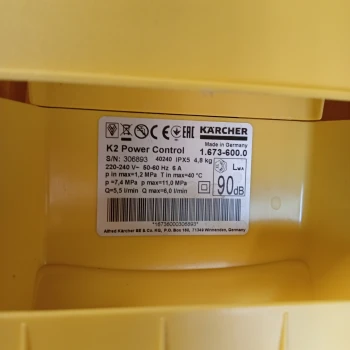 KÄRCHER
K2 Power Control
Made in Germany
1.673-600.0
S/N: 306893 40240 IPX5 4,8 kg
220-240 V~ 50-60 Hz 6 A
p in max=1,2 MPa T in max=40 °C
p=7,4 MPa p max=11,0 MPa
Q=5,5 l/min Q max=6,0 l/min
LWA
90dB
*16736000306893*
Alfred Kärcher SE & Co. KG, P.O. Box 160, 71349 Winnenden, Germany